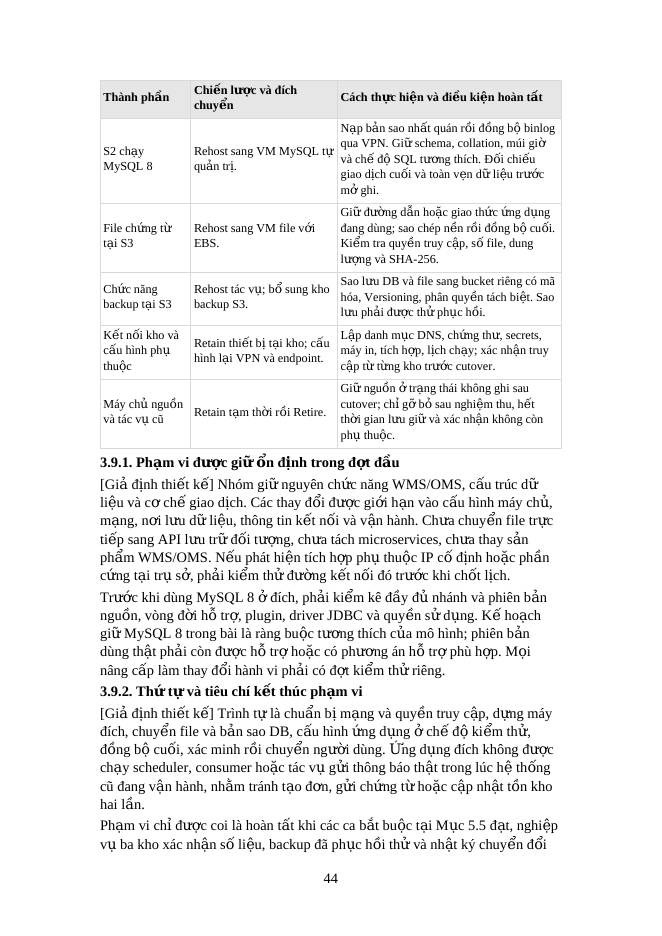 Thành phần
Chiến lược và đích
chuyển
Cách thực hiện và điều kiện hoàn tất
S2 chạy
MySQL 8
Rehost sang VM MySQL tự
quản trị.
Nạp bản sao nhất quán rồi đồng bộ binlog
qua VPN. Giữ schema, collation, múi giờ
và chế độ SQL tương thích. Đối chiếu
giao dịch cuối và toàn vẹn dữ liệu trước
mở ghi.
File chứng từ
tại S3
Rehost sang VM file với
EBS.
Giữ đường dẫn hoặc giao thức ứng dụng
đang dùng; sao chép nền rồi đồng bộ cuối.
Kiểm tra quyền truy cập, số file, dung
lượng và SHA-256.
Chức năng
backup tại S3
Rehost tác vụ; bổ sung kho
backup S3.
Sao lưu DB và file sang bucket riêng có mã
hóa, Versioning, phân quyền tách biệt. Sao
lưu phải được thử phục hồi.
Kết nối kho và
cấu hình phụ
thuộc
Retain thiết bị tại kho; cấu
hình lại VPN và endpoint.
Lập danh mục DNS, chứng thư, secrets,
máy in, tích hợp, lịch chạy; xác nhận truy
cập từ từng kho trước cutover.
Máy chủ nguồn
và tác vụ cũ
Retain tạm thời rồi Retire.
Giữ nguồn ở trạng thái không ghi sau
cutover; chỉ gỡ bỏ sau nghiệm thu, hết
thời gian lưu giữ và xác nhận không còn
phụ thuộc.
3.9.1. Phạm vi được giữ ổn định trong đợt đầu
[Giả định thiết kế] Nhóm giữ nguyên chức năng WMS/OMS, cấu trúc dữ
liệu và cơ chế giao dịch. Các thay đổi được giới hạn vào cấu hình máy chủ,
mạng, nơi lưu dữ liệu, thông tin kết nối và vận hành. Chưa chuyển file trực
tiếp sang API lưu trữ đối tượng, chưa tách microservices, chưa thay sản
phẩm WMS/OMS. Nếu phát hiện tích hợp phụ thuộc IP cố định hoặc phần
cứng tại trụ sở, phải kiểm thử đường kết nối đó trước khi chốt lịch.
Trước khi dùng MySQL 8 ở đích, phải kiểm kê đầy đủ nhánh và phiên bản
nguồn, vòng đời hỗ trợ, plugin, driver JDBC và quyền sử dụng. Kế hoạch
giữ MySQL 8 trong bài là ràng buộc tương thích của mô hình; phiên bản
dùng thật phải còn được hỗ trợ hoặc có phương án hỗ trợ phù hợp. Mọi
nâng cấp làm thay đổi hành vi phải có đợt kiểm thử riêng.
3.9.2. Thứ tự và tiêu chí kết thúc phạm vi
[Giả định thiết kế] Trình tự là chuẩn bị mạng và quyền truy cập, dựng máy
đích, chuyển file và bản sao DB, cấu hình ứng dụng ở chế độ kiểm thử,
đồng bộ cuối, xác minh rồi chuyển người dùng. Ứng dụng đích không được
chạy scheduler, consumer hoặc tác vụ gửi thông báo thật trong lúc hệ thống
cũ đang vận hành, nhằm tránh tạo đơn, gửi chứng từ hoặc cập nhật tồn kho
hai lần.
Phạm vi chỉ được coi là hoàn tất khi các ca bắt buộc tại Mục 5.5 đạt, nghiệp
vụ ba kho xác nhận số liệu, backup đã phục hồi thử và nhật ký chuyển đổi
44